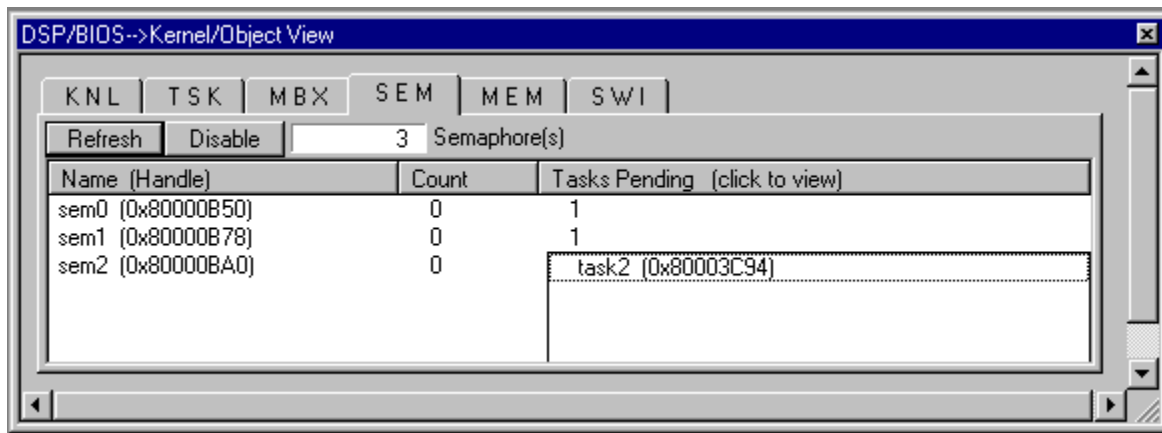 DSP/BIOS-->Kernel/Object View
KNL TSK MBX SEM MEM SWI
Refresh Disable 3 Semaphore(s)
Name (Handle) Count Tasks Pending (click to view)
sem0 (0x80000B50) 0 1
sem1 (0x80000B78) 0 1
sem2 (0x80000BA0) 0 task2 (0x80003C94)